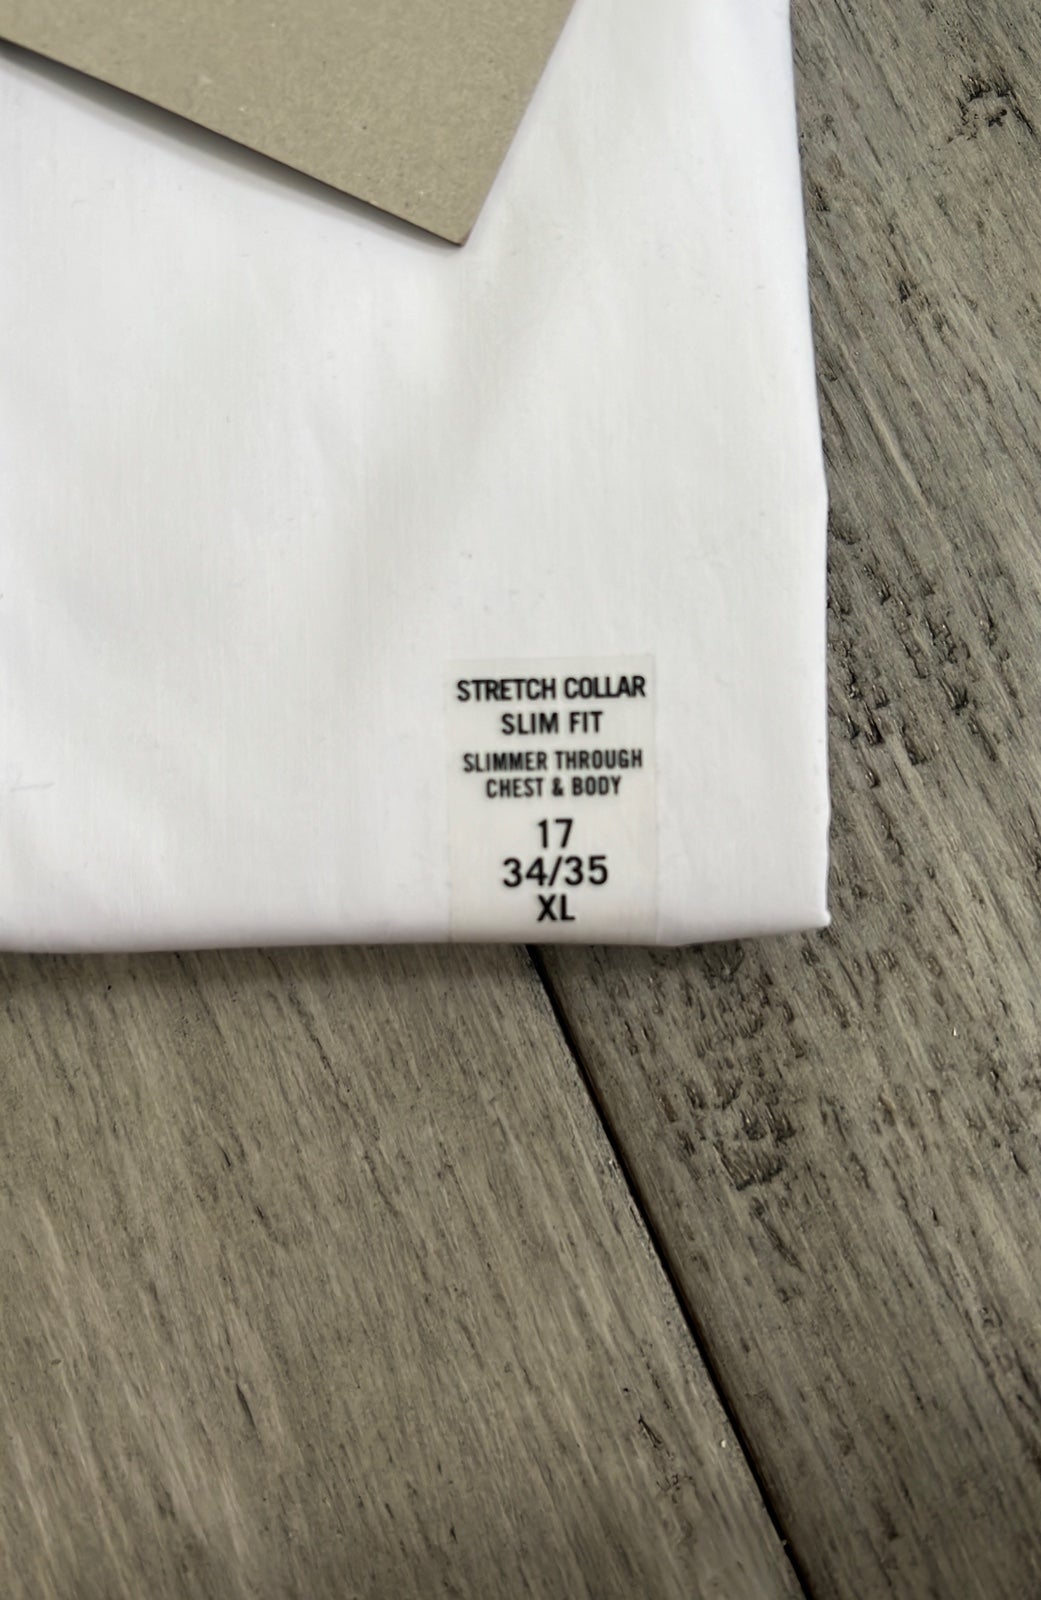 STRETCH COLLAR
SLIM FIT
SLIMMER THROUGH
CHEST & BODY
17
34/35
XL